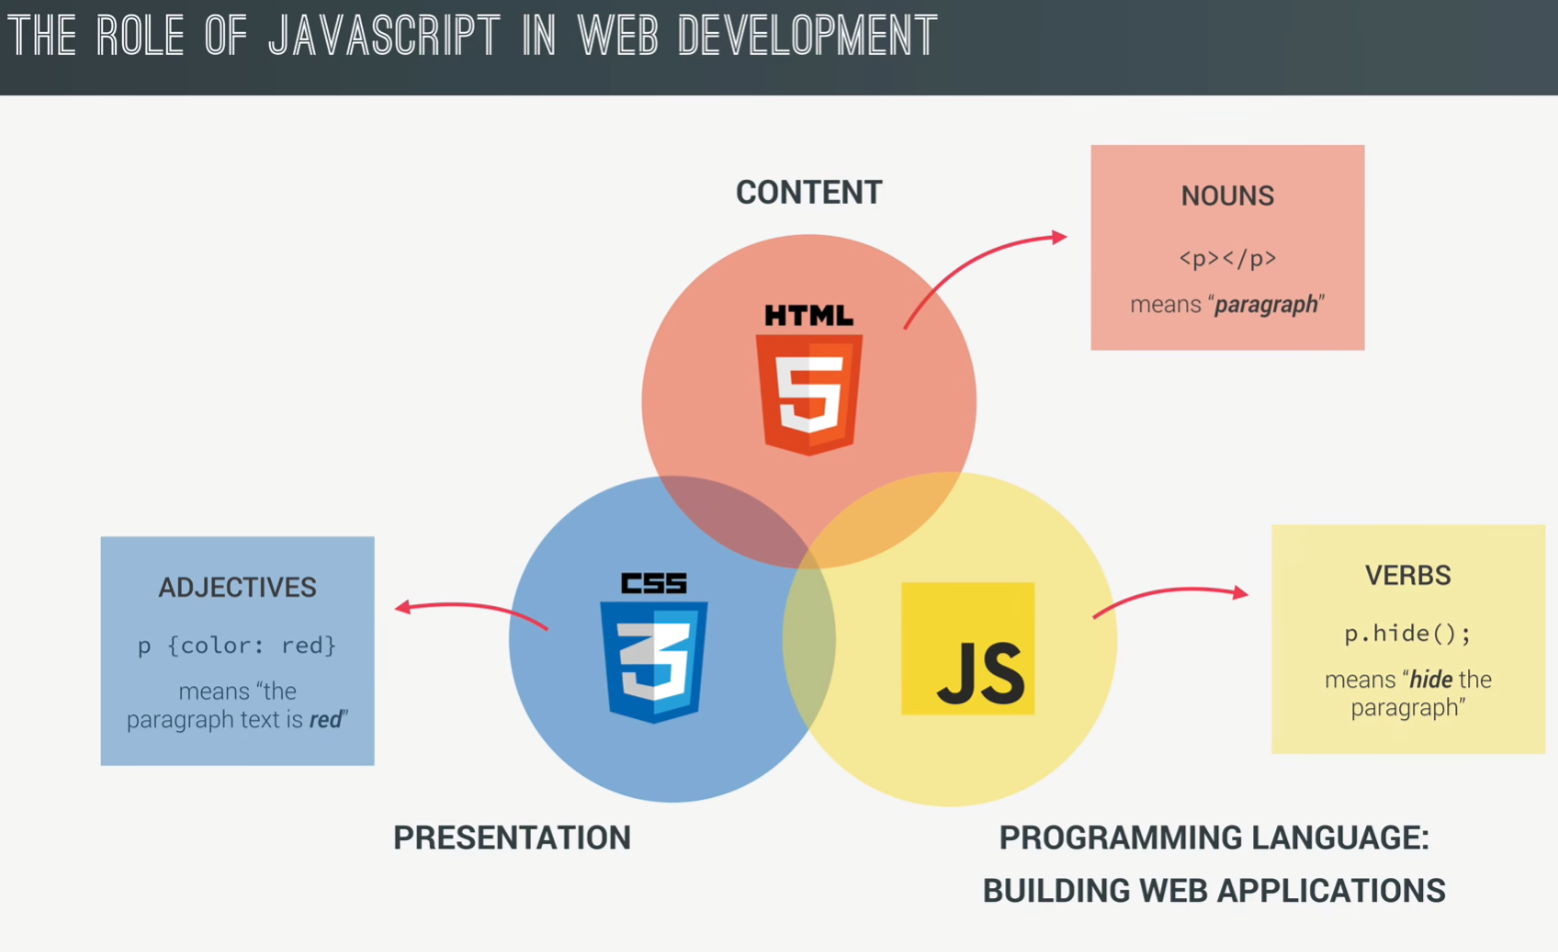 THE ROLE OF JAVASCRIPT IN WEB DEVELOPMENT
CONTENT
HTML
5
NOUNS
<p></p>
means “paragraph”
CSS
3
ADJECTIVES
p {color: red}
means “the
paragraph text is red”
PRESENTATION
JS
VERBS
p.hide();
means “hide the
paragraph”
PROGRAMMING LANGUAGE:
BUILDING WEB APPLICATIONS